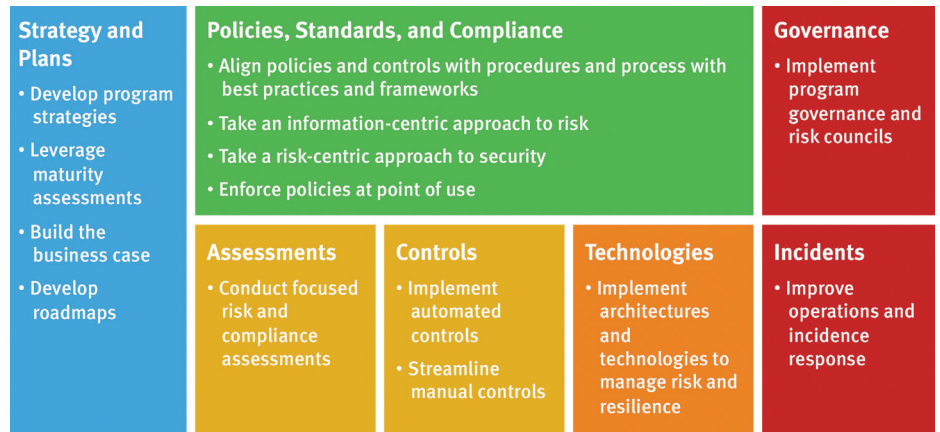 Strategy and
Plans
• Develop program
strategies
• Leverage
maturity
assessments
• Build the
business case
• Develop
roadmaps
Policies, Standards, and Compliance
• Align policies and controls with procedures and process with
best practices and frameworks
• Take an information-centric approach to risk
• Take a risk-centric approach to security
• Enforce policies at point of use
Governance
• Implement
program
governance and
risk councils
Assessments
• Conduct focused
risk and
compliance
assessments
Controls
• Implement
automated
controls
• Streamline
manual controls
Technologies
• Implement
architectures
and
technologies to
manage risk and
resilience
Incidents
• Improve
operations and
incidence
response